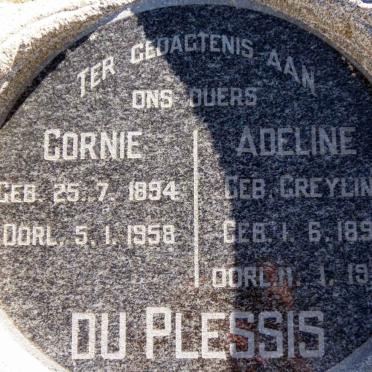 TER GEDAGTENIS AAN
ONS OUERS
CORNIE
GEB. 25. 7. 1894
OORL. 5. 1. 1958
ADELINE
GEB. GREYLIN
GEB. 1. 6. 189
OORL. 11. 1. 19
DU PLESSIS